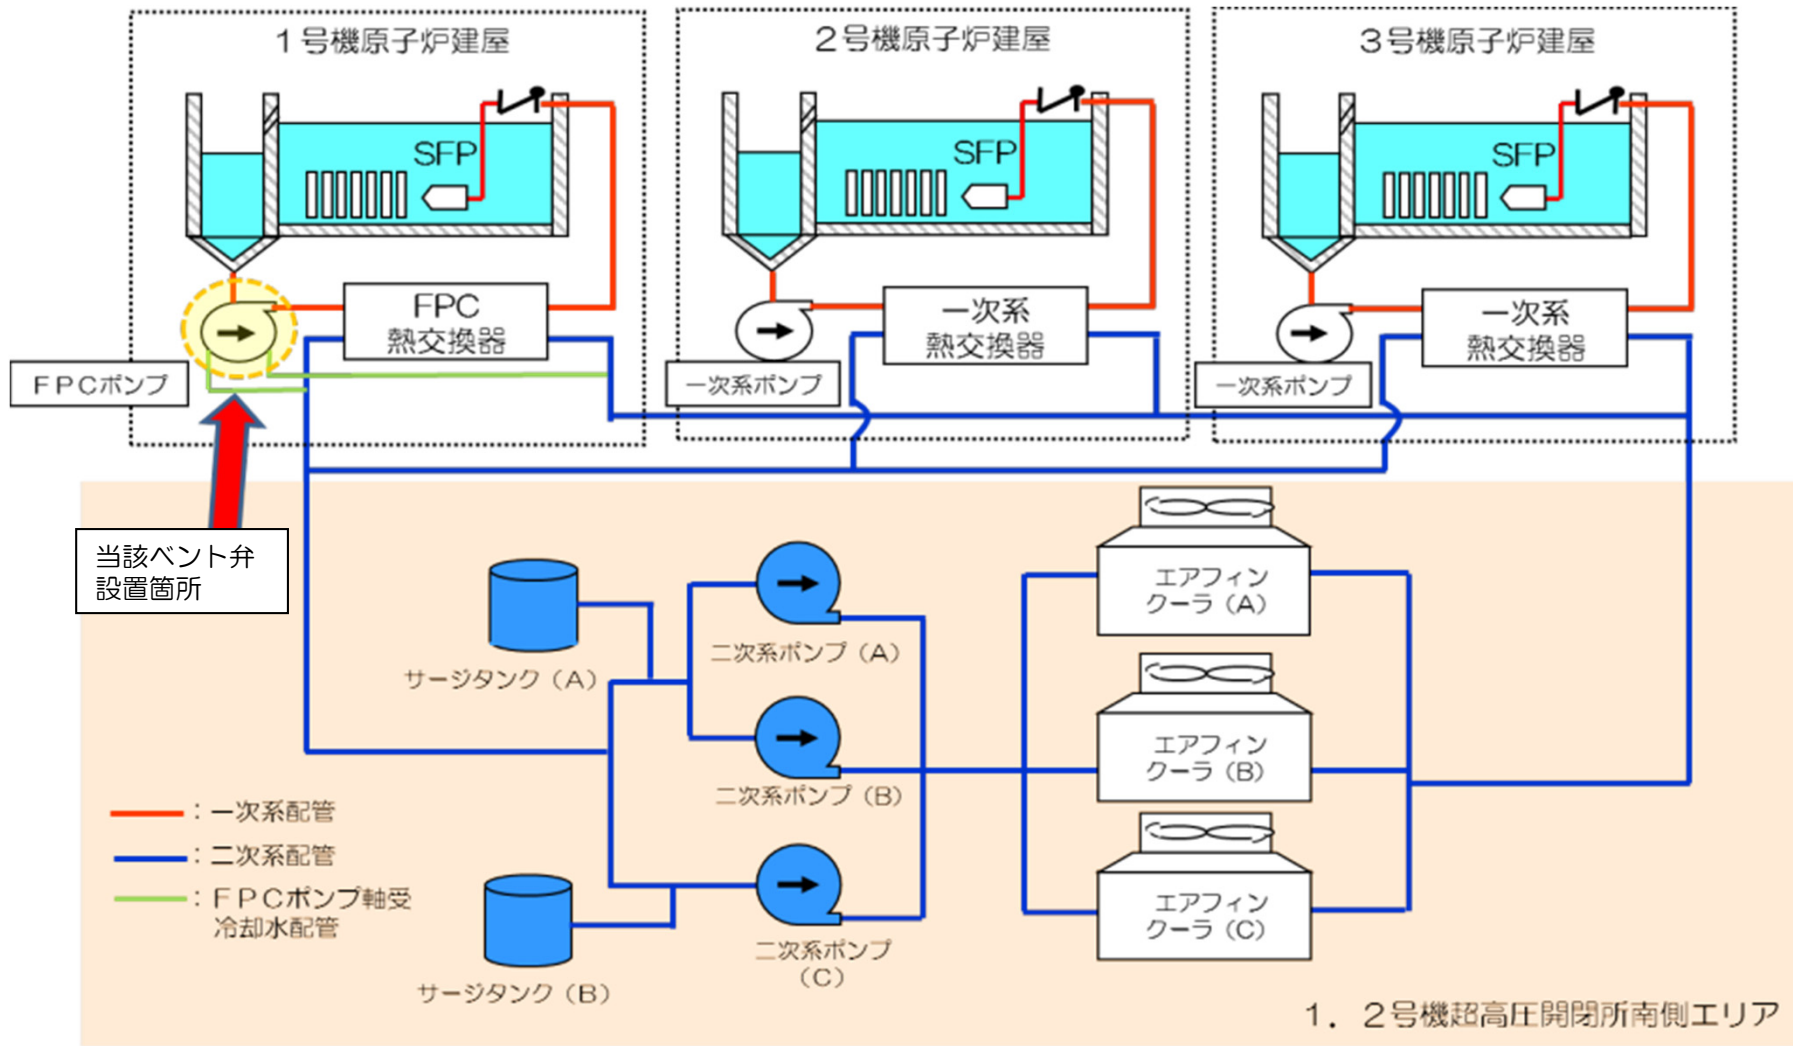 １号機原子炉建屋
２号機原子炉建屋
３号機原子炉建屋
SFP
SFP
SFP
FPC
熱交換器
一次系
熱交換器
一次系
熱交換器
ＦＰＣポンプ
一次系ポンプ
一次系ポンプ
当該ベント弁
設置箇所
サージタンク（A）
二次系ポンプ（A）
エアフィン
クーラ（A）
二次系ポンプ（B）
エアフィン
クーラ（B）
：一次系配管
：二次系配管
：ＦＰＣポンプ軸受
冷却水配管
サージタンク（B）
二次系ポンプ
（C）
エアフィン
クーラ（C）
１．２号機超高圧開閉所南側エリア